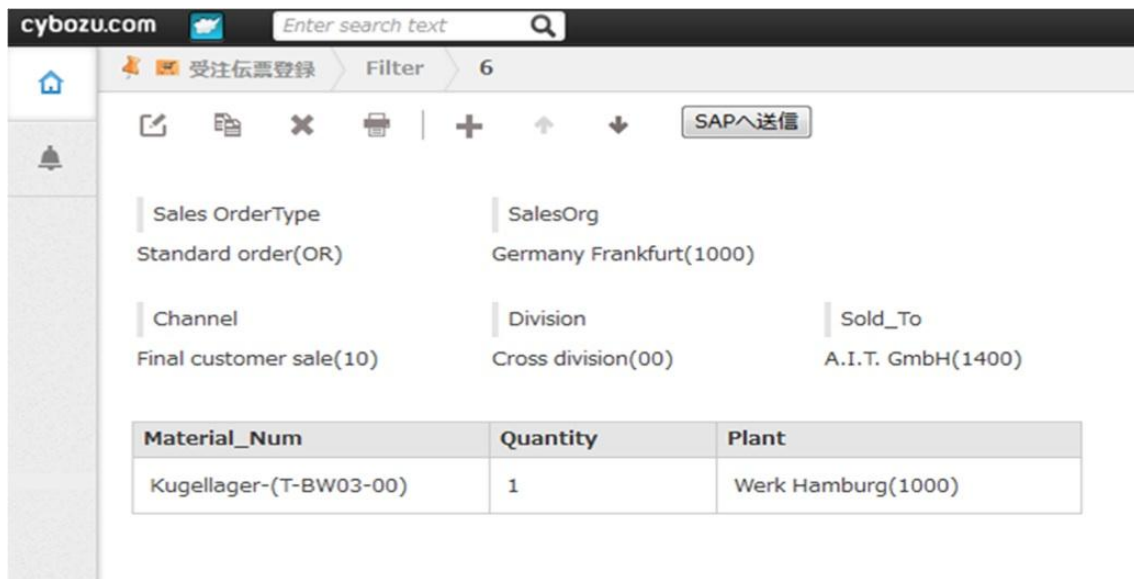 cybozu.com Enter search text
受注伝票登録 Filter 6
SAPへ送信
Sales OrderType SalesOrg
Standard order(OR) Germany Frankfurt(1000)
Channel Division Sold_To
Final customer sale(10) Cross division(00) A.I.T. GmbH(1400)
Material_Num Quantity Plant
Kugellager-(T-BW03-00) 1 Werk Hamburg(1000)